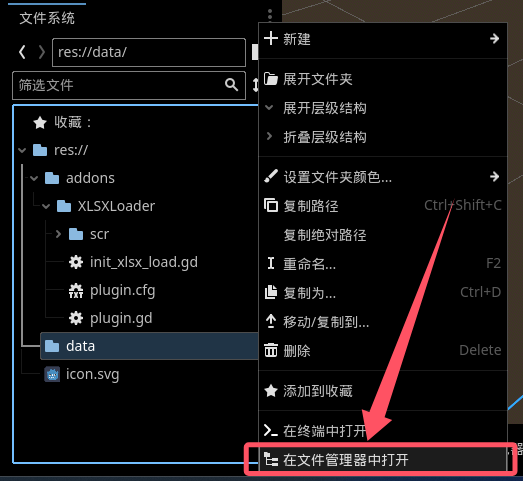 文件系统
res://data/
筛选文件
收藏：
res://
addons
XLSXLoader
scr
init_xlsx_load.gd
plugin.cfg
plugin.gd
data
icon.svg
新建
展开文件夹
展开层级结构
折叠层级结构
设置文件夹颜色...
复制路径 Ctrl+Shift+C
复制绝对路径
重命名... F2
复制为... Ctrl+D
移动/复制到...
删除 Delete
添加到收藏
在终端中打开
在文件管理器中打开